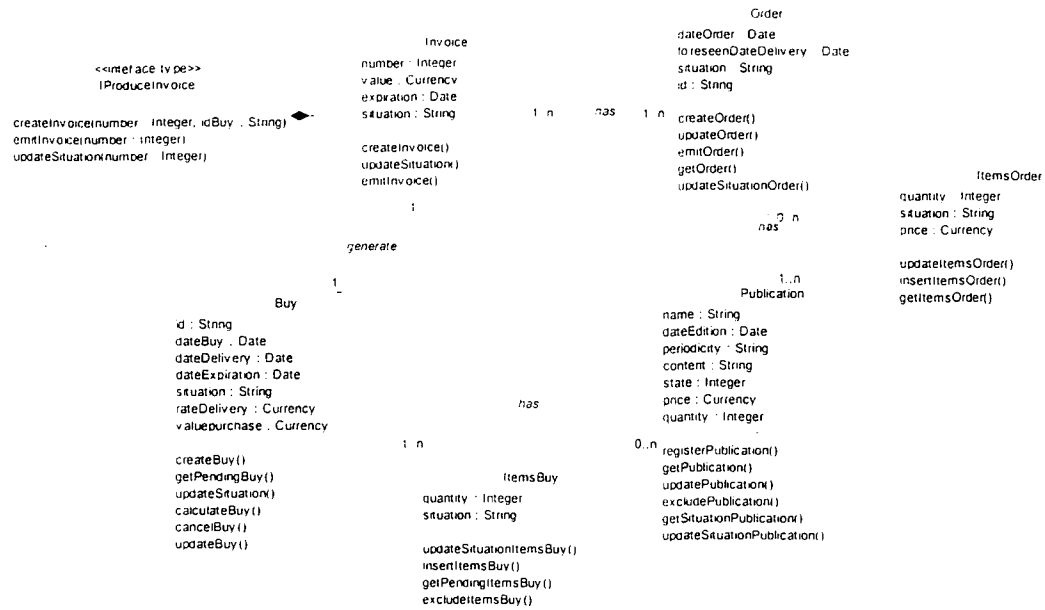 <<interface type>>
IProduceInvoice
createInvoice(number : Integer, idBuy : String)
emitInvoice(number : Integer)
updateSituation(number : Integer)
Invoice
number : Integer
value : Currency
expiration : Date
situation : String
createInvoice()
updateSituation()
emitInvoice()
1..n
has
1..n
Order
dateOrder : Date
foreseenDateDelivery : Date
situation : String
id : String
createOrder()
updateOrder()
emitOrder()
getOrder()
updateSituationOrder()
ItemsOrder
quantity : Integer
situation : String
price : Currency
updateItemsOrder()
insertItemsOrder()
getItemsOrder()
1
generate
1
0..n
has
1..n
Buy
id : String
dateBuy : Date
dateDelivery : Date
dateExpiration : Date
situation : String
rateDelivery : Currency
valuepurchase : Currency
createBuy()
getPendingBuy()
updateSituation()
calculateBuy()
cancelBuy()
updateBuy()
1..n
has
0..n
ItemsBuy
quantity : Integer
situation : String
updateSituationItemsBuy()
insertItemsBuy()
getPendingItemsBuy()
excludeItemsBuy()
Publication
name : String
dateEdition : Date
periodicity : String
content : String
state : Integer
price : Currency
quantity : Integer
registerPublication()
getPublication()
updatePublication()
excludePublication()
getSituationPublication()
updateSituationPublication()